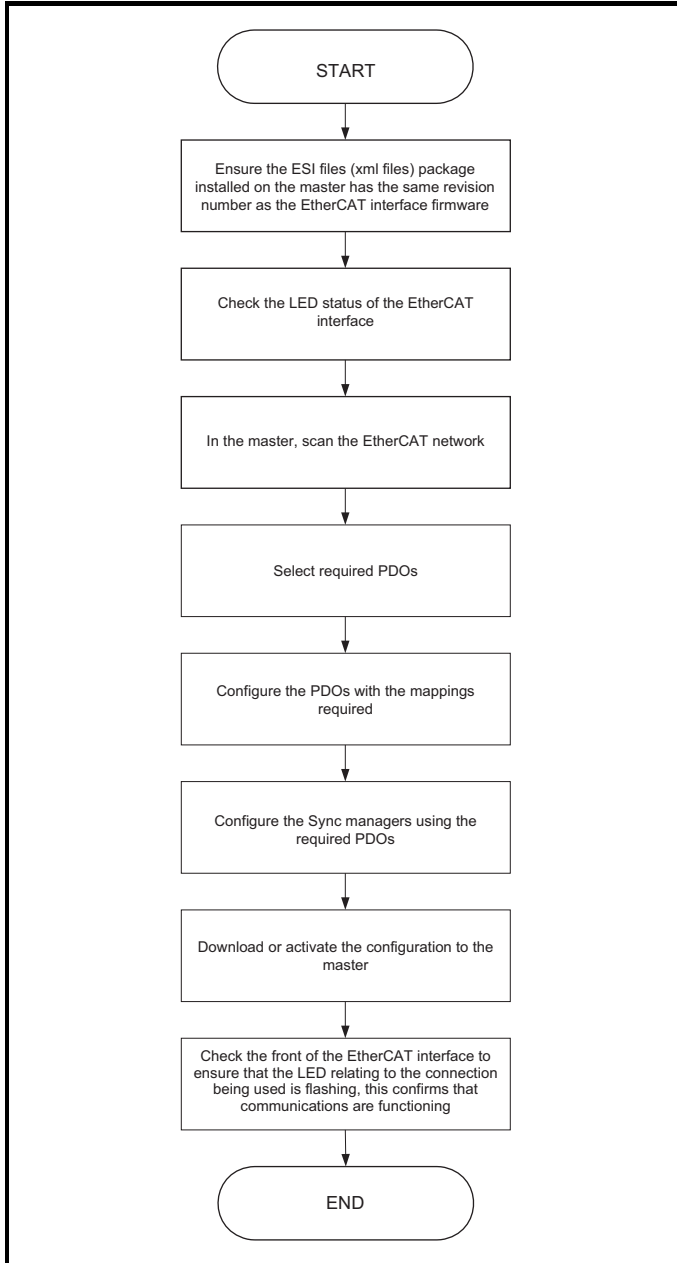 START
Ensure the ESI files (xml files) package
installed on the master has the same revision
number as the EtherCAT interface firmware
Check the LED status of the EtherCAT
interface
In the master, scan the EtherCAT network
Select required PDOs
Configure the PDOs with the mappings
required
Configure the Sync managers using the
required PDOs
Download or activate the configuration to the
master
Check the front of the EtherCAT interface to
ensure that the LED relating to the connection
being used is flashing, this confirms that
communications are functioning
END